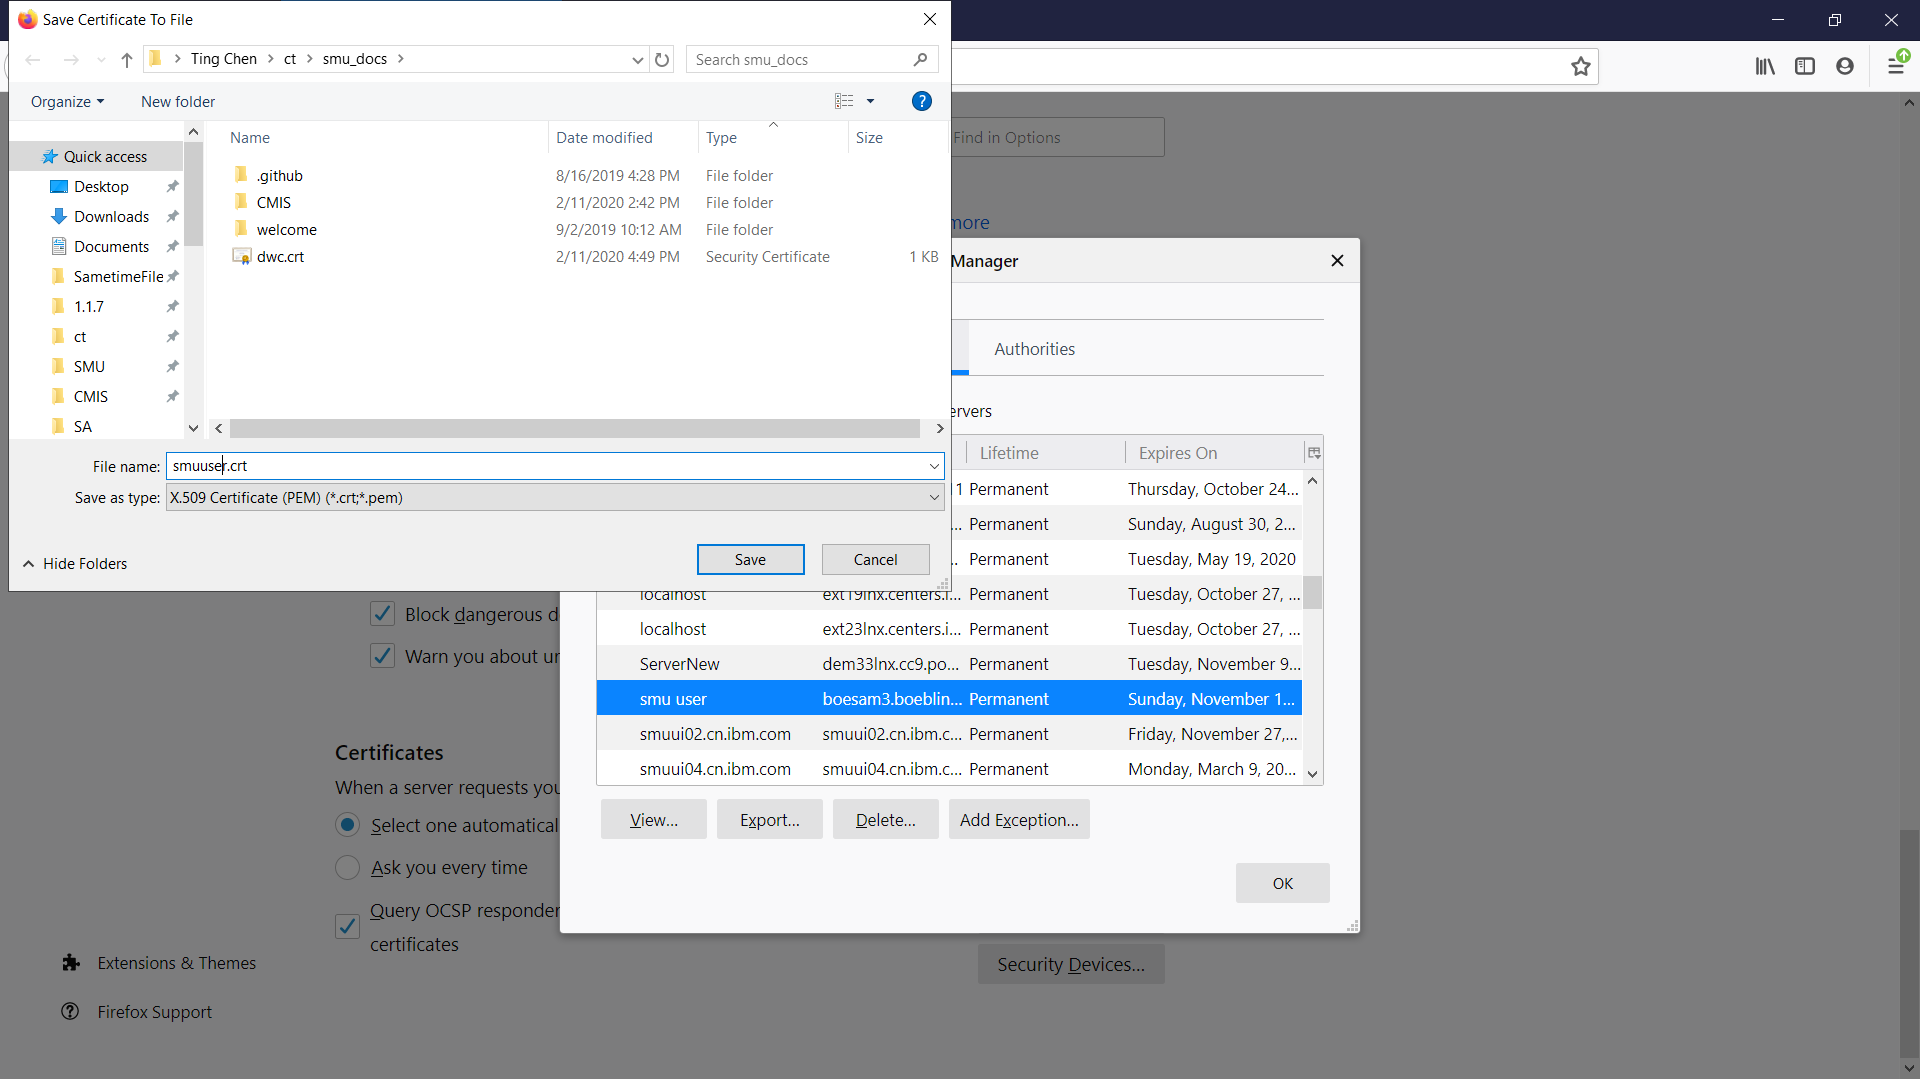 Save Certificate To File
Ting Chen > ct > smu_docs >
Search smu_docs
Organize
New folder
?
Name Date modified Type Size
Quick access
Desktop
Downloads
Documents
SametimeFile
1.1.7
ct
SMU
CMIS
SA
.github 8/16/2019 4:28 PM File folder
CMIS 2/11/2020 2:42 PM File folder
welcome 9/2/2019 10:12 AM File folder
dwc.crt 2/11/2020 4:49 PM Security Certificate 1 KB
File name: smuuser.crt
Save as type: X.509 Certificate (PEM) (*.crt;*.pem)
Hide Folders
Save
Cancel
Find in Options
more
Manager
Authorities
ervers
Lifetime Expires On
11 Permanent Thursday, October 24...
... Permanent Sunday, August 30, 2...
.. Permanent Tuesday, May 19, 2020
localhost ext19lnx.centers.i... Permanent Tuesday, October 27, ...
localhost ext23lnx.centers.i... Permanent Tuesday, October 27, ...
ServerNew dem33lnx.cc9.po... Permanent Tuesday, November 9...
smu user boesam3.boeblin... Permanent Sunday, November 1...
smuui02.cn.ibm.com smuui02.cn.ibm.c... Permanent Friday, November 27,...
smuui04.cn.ibm.com smuui04.cn.ibm.c... Permanent Monday, March 9, 20...
View...
Export...
Delete...
Add Exception...
OK
Block dangerous d
Warn you about un
Certificates
When a server requests you
Select one automatical
Ask you every time
Query OCSP responder
certificates
Security Devices...
Extensions & Themes
Firefox Support